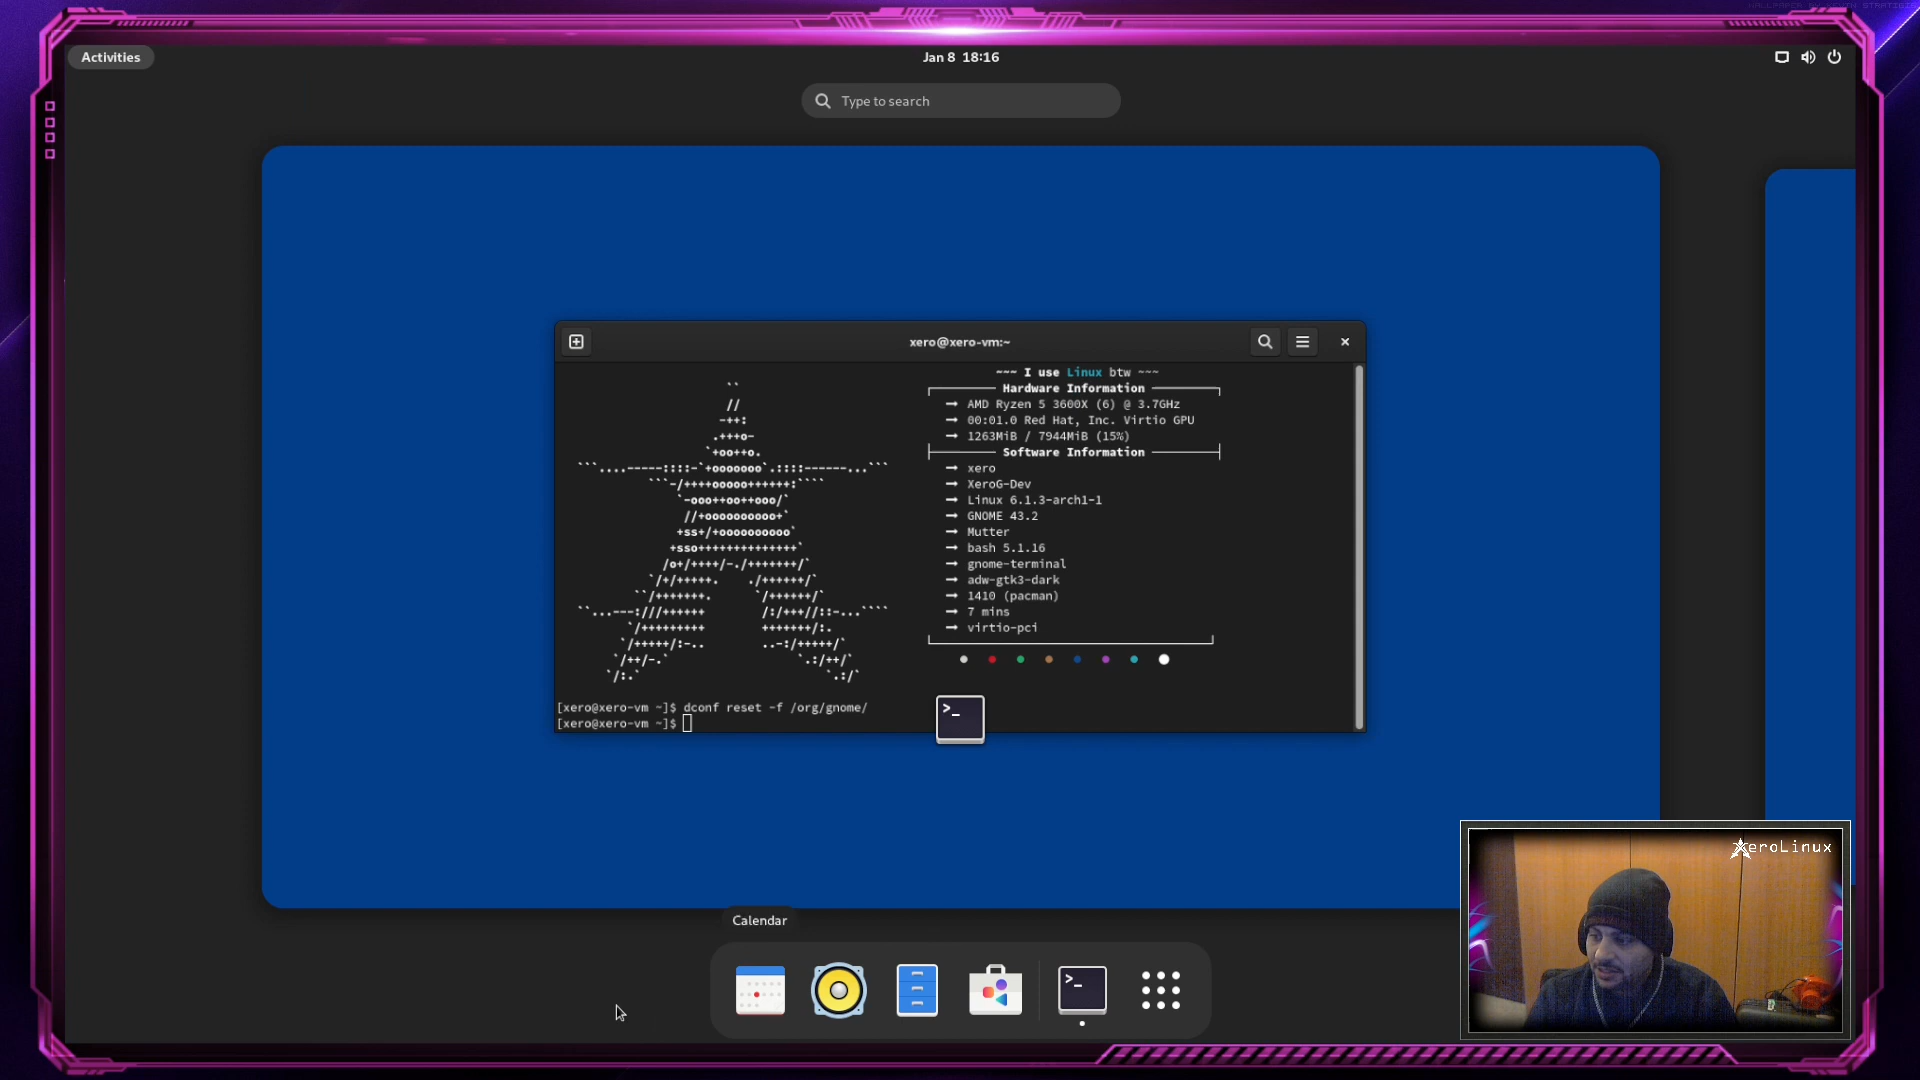 WALLPAPER BY KEVIN STRATIGIS
Activities
Jan 8 18:16
Type to search
xero@xero-vm:~
~~~ I use Linux btw ~~~
Hardware Information
→ AMD Ryzen 5 3600X (6) @ 3.7GHz
→ 00:01.0 Red Hat, Inc. Virtio GPU
→ 1263MiB / 7944MiB (15%)
Software Information
→ xero
→ XeroG-Dev
→ Linux 6.1.3-arch1-1
→ GNOME 43.2
→ Mutter
→ bash 5.1.16
→ gnome-terminal
→ adw-gtk3-dark
→ 1410 (pacman)
→ 7 mins
→ virtio-pci
[xero@xero-vm ~]$ dconf reset -f /org/gnome/
[xero@xero-vm ~]$
>_
XeroLinux
Calendar
>_